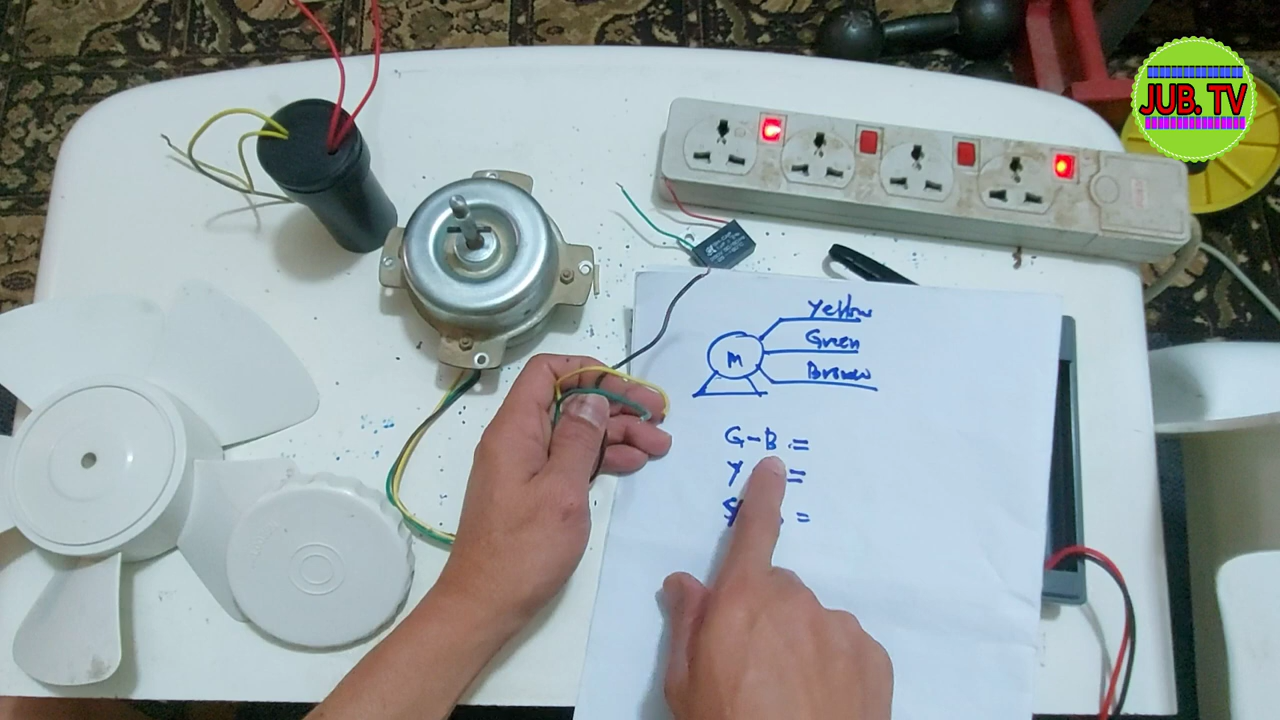 JUB. TV
Yellow
Green
M
Brown
G-B =
Y =
=